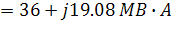 = 36 + j19.08 MB · A